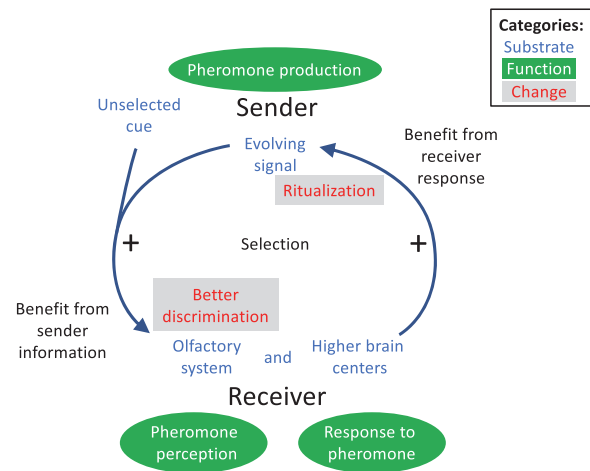 Categories:
Substrate
Function
Change
Pheromone production
Sender
Unselected
cue
Evolving
signal
Ritualization
Benefit from
receiver
response
+
Selection
+
Better
discrimination
Benefit from
sender
information
Olfactory
system
and
Higher brain
centers
Receiver
Pheromone
perception
Response to
pheromone